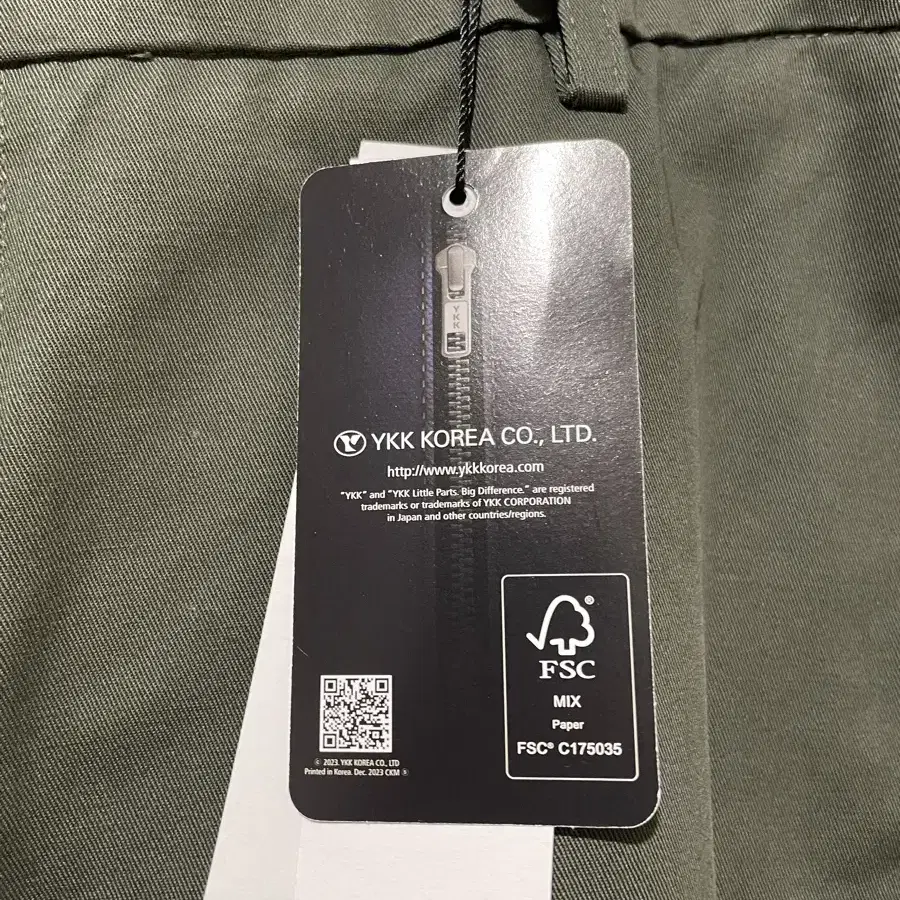 YKK
YKK KOREA CO., LTD.
http://www.ykkkorea.com
"YKK" and "YKK Little Parts. Big Difference." are registered
trademarks or trademarks of YKK CORPORATION
in Japan and other countries/regions.
FSC
MIX
Paper
FSC® C175035
© 2023. YKK KOREA CO., LTD
Printed in Korea. Dec. 2023 CKM ®